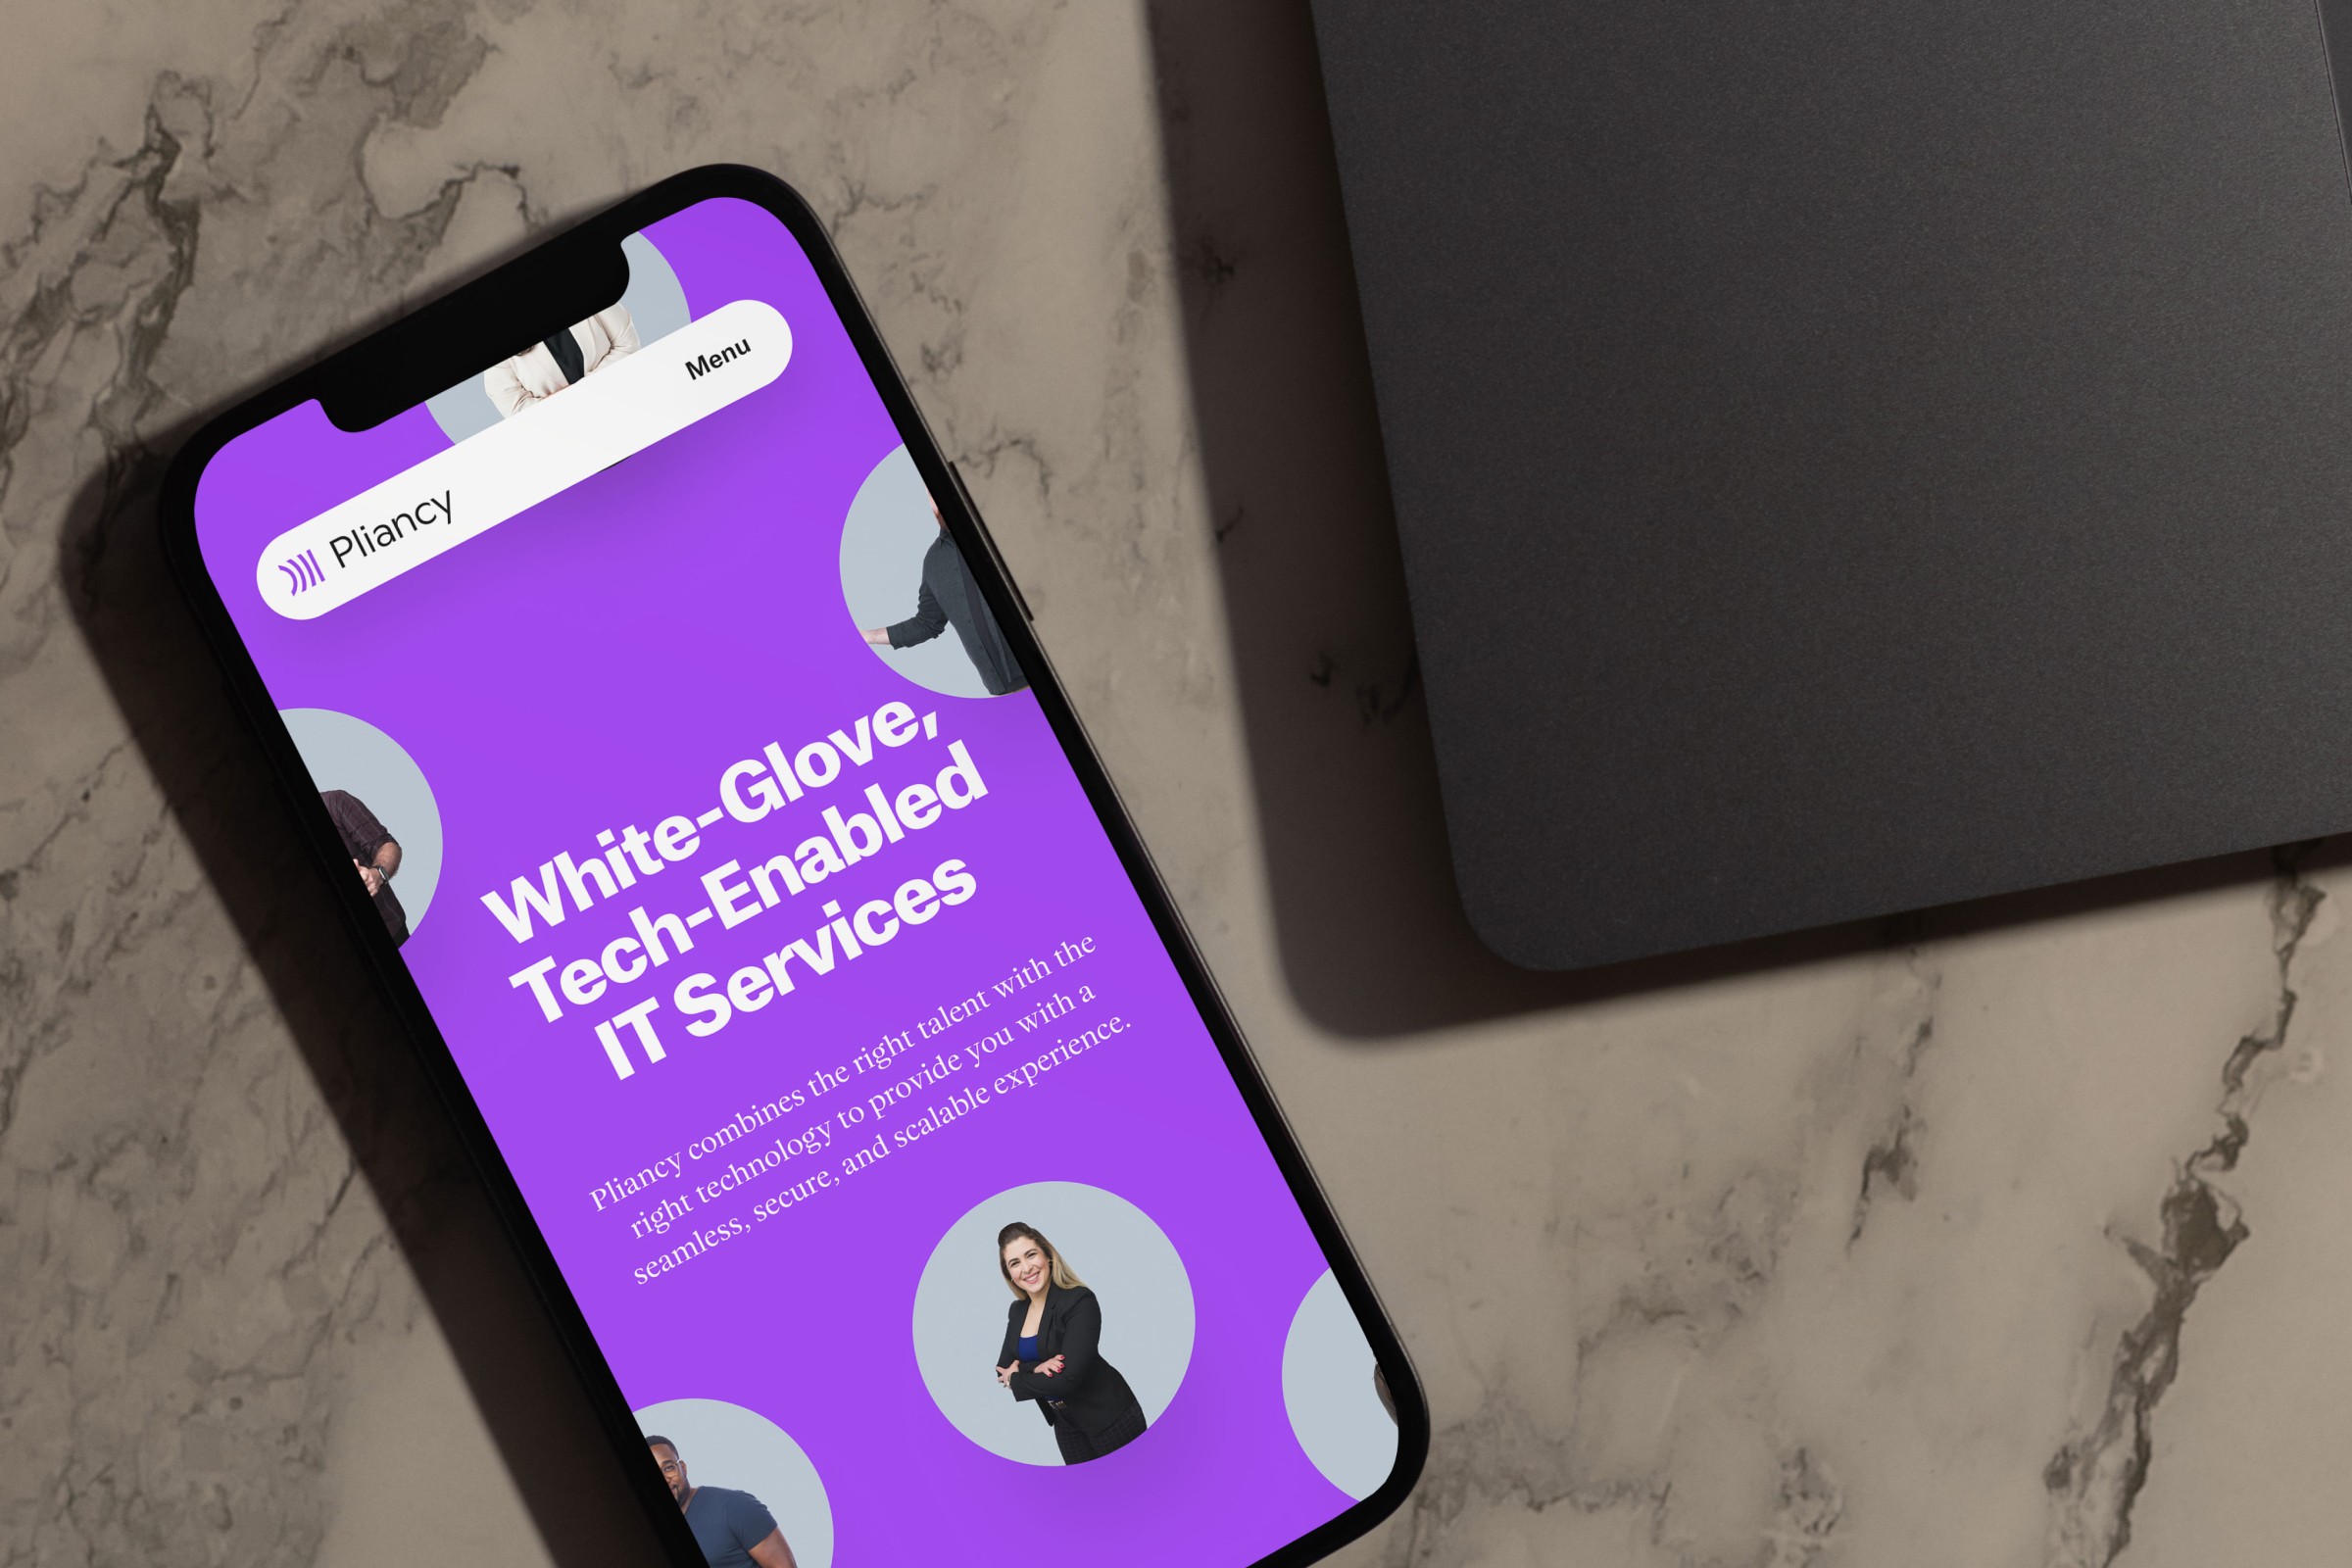 Pliancy
Menu
White-Glove,
Tech-Enabled
IT Services
Pliancy combines the right talent with the
right technology to provide you with a
seamless, secure, and scalable experience.